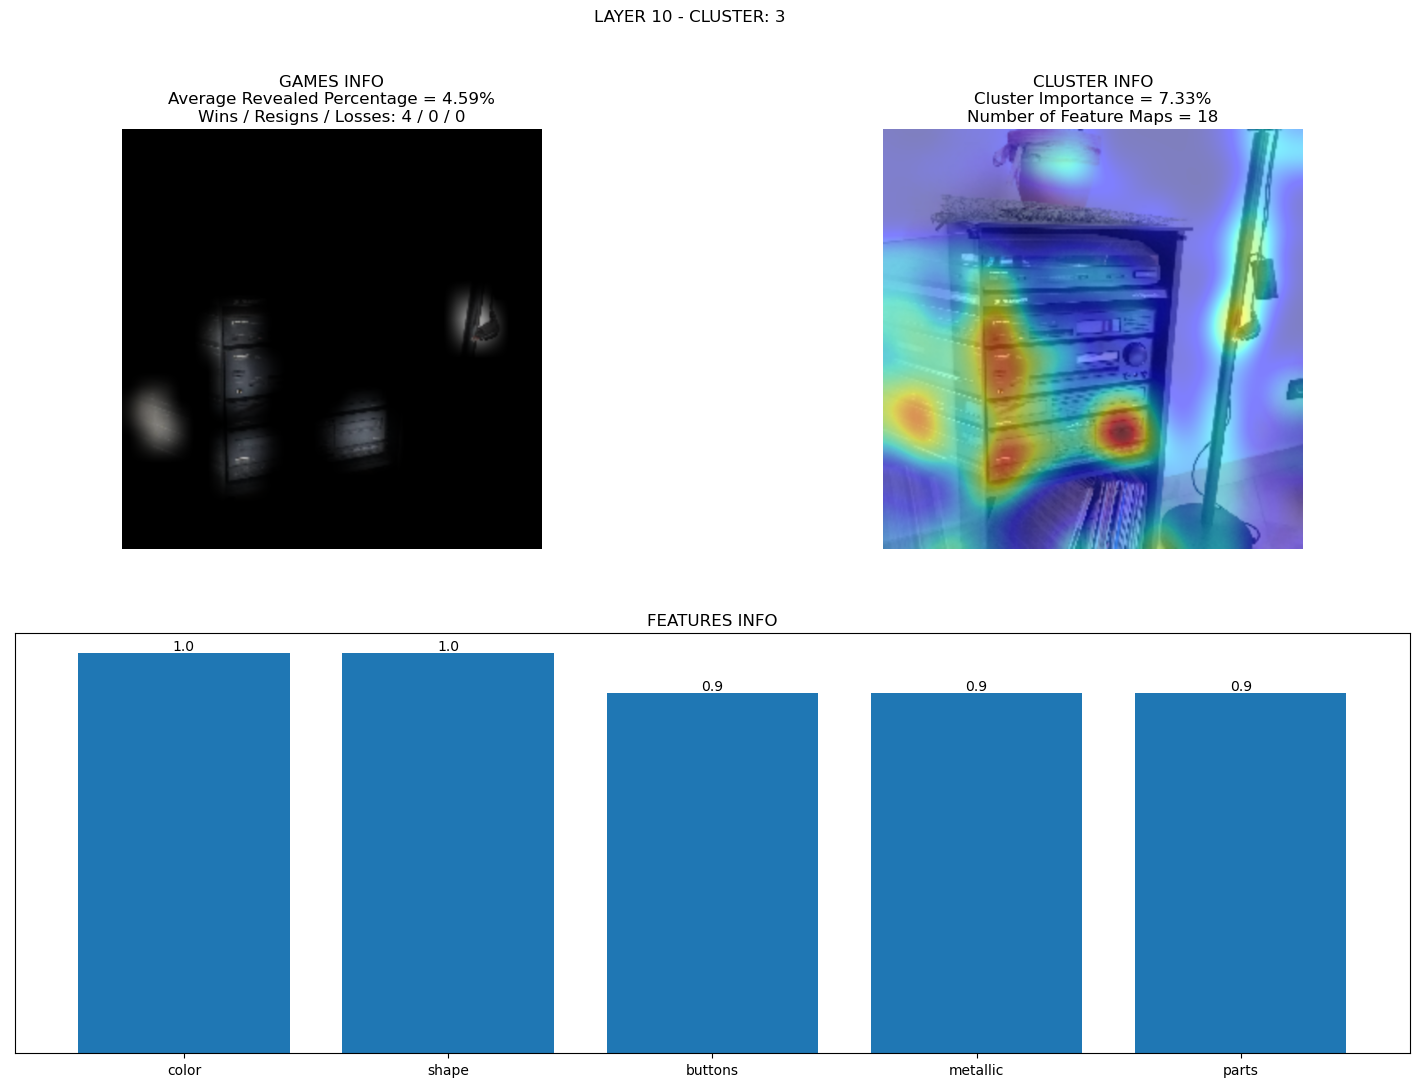 LAYER 10 - CLUSTER: 3
GAMES INFO
Average Revealed Percentage = 4.59%
Wins / Resigns / Losses: 4 / 0 / 0
CLUSTER INFO
Cluster Importance = 7.33%
Number of Feature Maps = 18
FEATURES INFO
1.0
1.0
0.9
0.9
0.9
color
shape
buttons
metallic
parts